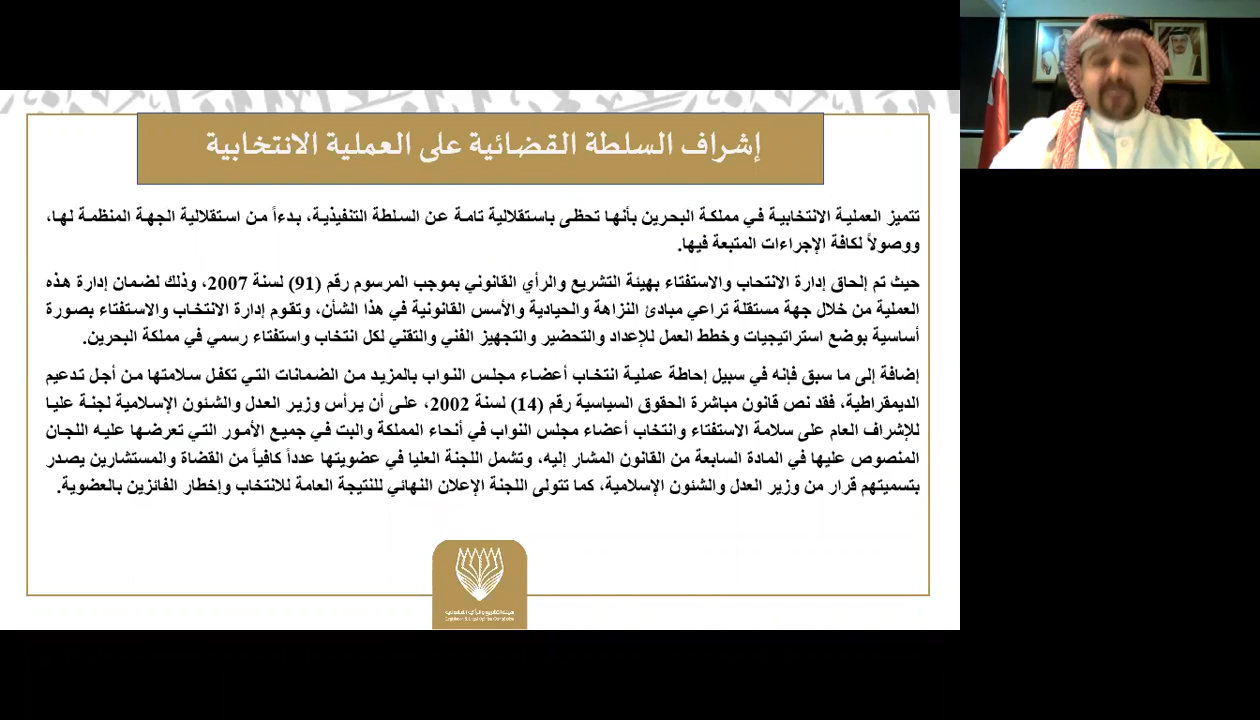 إشراف السلطة القضائية على العملية الانتخابية
تتميز العملية الانتخابية في مملكة البحرين بأنها تحظى باستقلالية تامة عن السلطة التنفيذية، بدءاً من استقلالية الجهة المنظمة لها،
ووصولاً لكافة الإجراءات المتبعة فيها.
حيث تم إلحاق إدارة الانتحاب والاستفتاء بهيئة التشريع والرأي القانوني بموجب المرسوم رقم (91) لسنة 2007، وذلك لضمان إدارة هذه
العملية من خلال جهة مستقلة تراعي مبادئ النزاهة والحيادية والأسس القانونية في هذا الشأن، وتقوم إدارة الانتخاب والاستفتاء بصورة
أساسية بوضع استراتيجيات وخطط العمل للإعداد والتحضير والتجهيز الفني والتقني لكل انتخاب واستفتاء رسمي في مملكة البحرين.
إضافة إلى ما سبق فإنه في سبيل إحاطة عملية انتخاب أعضاء مجلس النواب بالمزيد من الضمانات التي تكفل سلامتها من أجل تدعيم
الديمقراطية، فقد نص قانون مباشرة الحقوق السياسية رقم (14) لسنة 2002، على أن يرأس وزير العدل والشئون الإسلامية لجنة عليا
للإشراف العام على سلامة الاستفتاء وانتخاب أعضاء مجلس النواب في أنحاء المملكة والبت في جميع الأمور التي تعرضها عليه اللجان
المنصوص عليها في المادة السابعة من القانون المشار إليه، وتشمل اللجنة العليا في عضويتها عدداً كافياً من القضاة والمستشارين يصدر
بتسميتهم قرار من وزير العدل والشئون الإسلامية، كما تتولى اللجنة الإعلان النهائي للنتيجة العامة للانتخاب وإخطار الفائزين بالعضوية.
هيئة التشريع والرأي القانوني